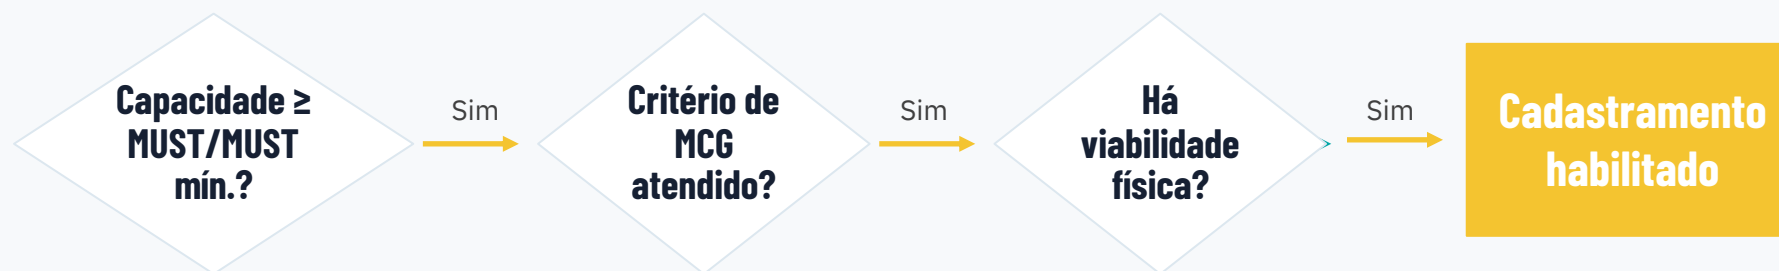 Capacidade ≥
MUST/MUST
mín.?
Sim
Critério de
MCG
atendido?
Sim
Há
viabilidade
física?
Sim
Cadastramento
habilitado